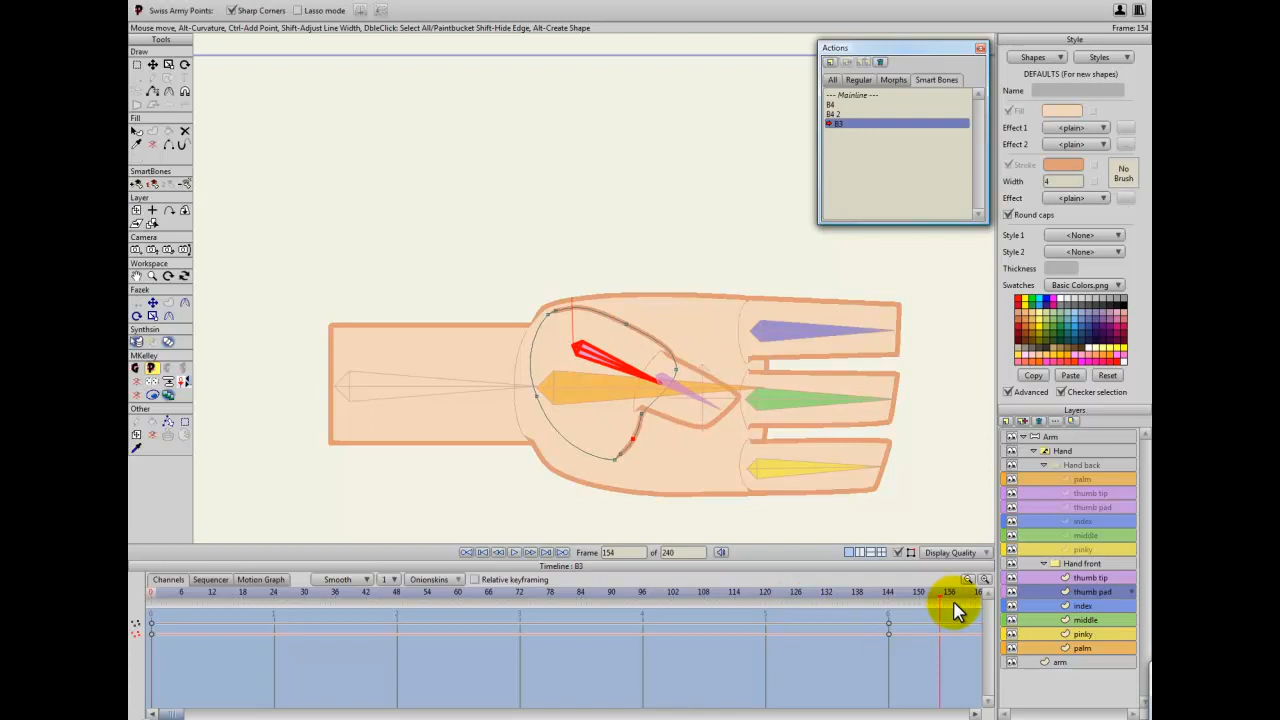 Swiss Army Points: Sharp Corners Lasso mode
Mouse move, Alt-Curvature, Ctrl-Add Point, Shift-Adjust Line Width, DbleClick: Select All/Paintbucket Shift-Hide Edge, Alt-Create Shape
Frame: 154
Tools
Draw
Fill
SmartBones
Layer
Camera
Workspace
Fazek
Synthsin
MKelley
Other
Actions
All Regular Morphs Smart Bones
--- Mainline ---
B4
B4 2
B3
Style
Shapes Styles
DEFAULTS (For new shapes)
Name
Fill
Effect 1 <plain>
Effect 2 <plain>
Stroke
Width 4
No Brush
Effect <plain>
Round caps
Style 1 <None>
Style 2 <None>
Thickness
Swatches Basic Colors.png
Copy Paste Reset
Advanced Checker selection
Layers
Arm
Hand
Hand back
palm
thumb tip
thumb pad
index
middle
pinky
Hand front
thumb tip
thumb pad
index
middle
pinky
palm
arm
Frame 154 of 240 Display Quality
Timeline : B3
Channels Sequencer Motion Graph Smooth 1 Onionskins Relative keyframing
0 6 12 18 24 30 36 42 48 54 60 66 72 78 84 90 96 102 108 114 120 126 132 138 144 150 156 16
0 1 2 3 4 5 6